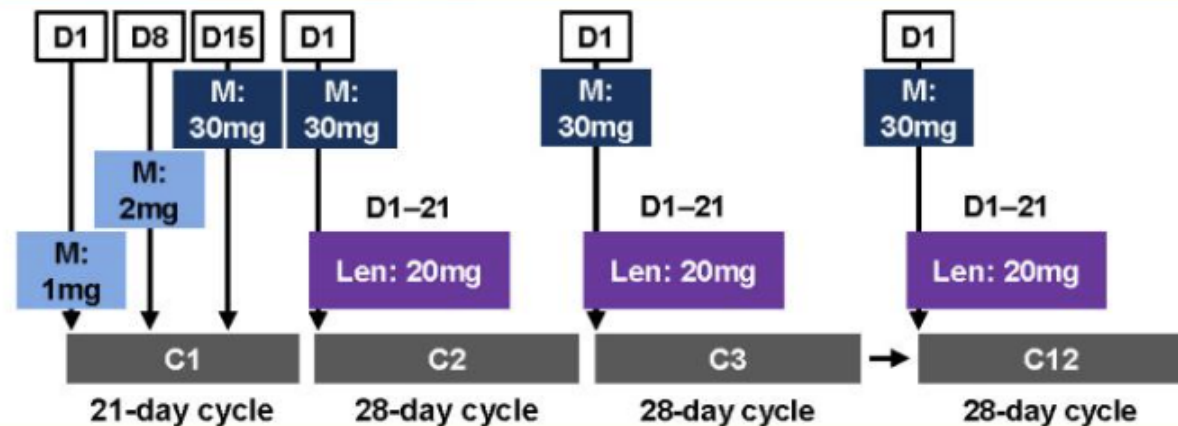 D1 D8 D15 D1 D1 D1
M:
30mg
M:
30mg
M:
30mg
M:
30mg
M:
2mg
D1–21 D1–21 D1–21
M:
1mg
Len: 20mg Len: 20mg Len: 20mg
C1 C2 C3 C12
21-day cycle 28-day cycle 28-day cycle 28-day cycle